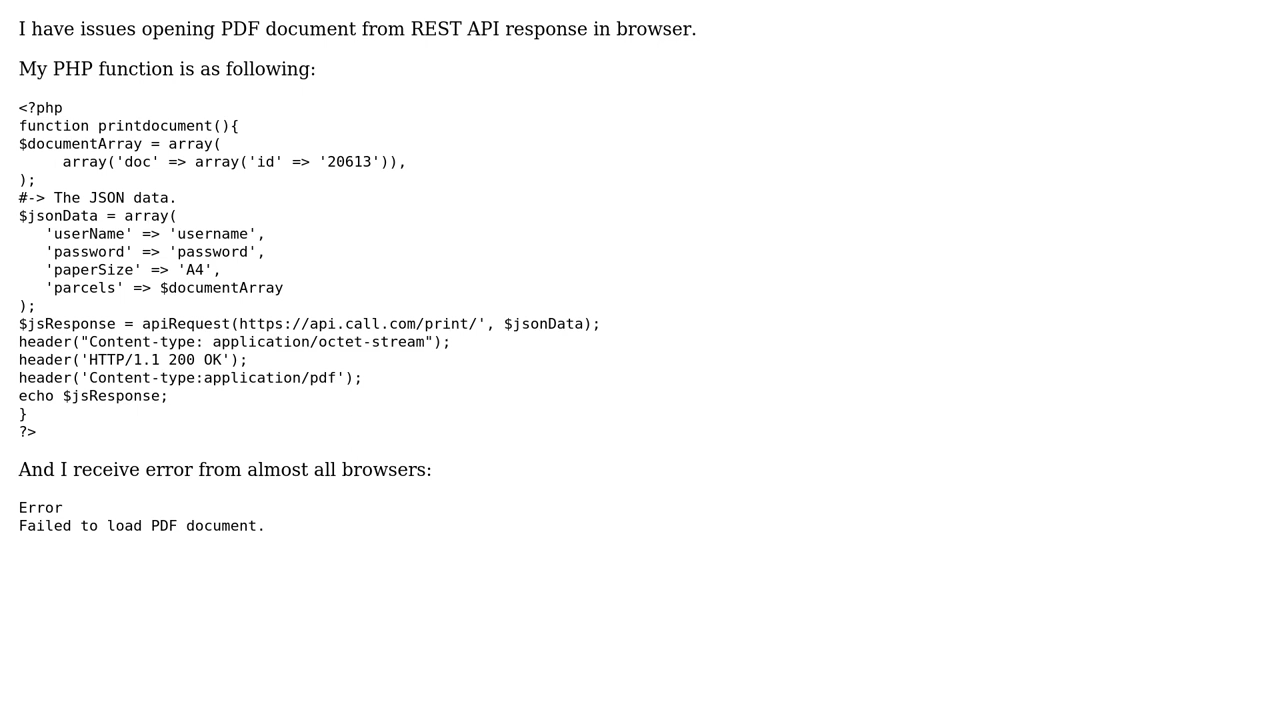 I have issues opening PDF document from REST API response in browser.
My PHP function is as following:
<?php
function printdocument(){
$documentArray = array(
     array('doc' => array('id' => '20613')),
);
#-> The JSON data.
$jsonData = array(
   'userName' => 'username',
   'password' => 'password',
   'paperSize' => 'A4',
   'parcels' => $documentArray
);
$jsResponse = apiRequest(https://api.call.com/print/', $jsonData);
header("Content-type: application/octet-stream");
header('HTTP/1.1 200 OK');
header('Content-type:application/pdf');
echo $jsResponse;
}
?>
And I receive error from almost all browsers:
Error
Failed to load PDF document.